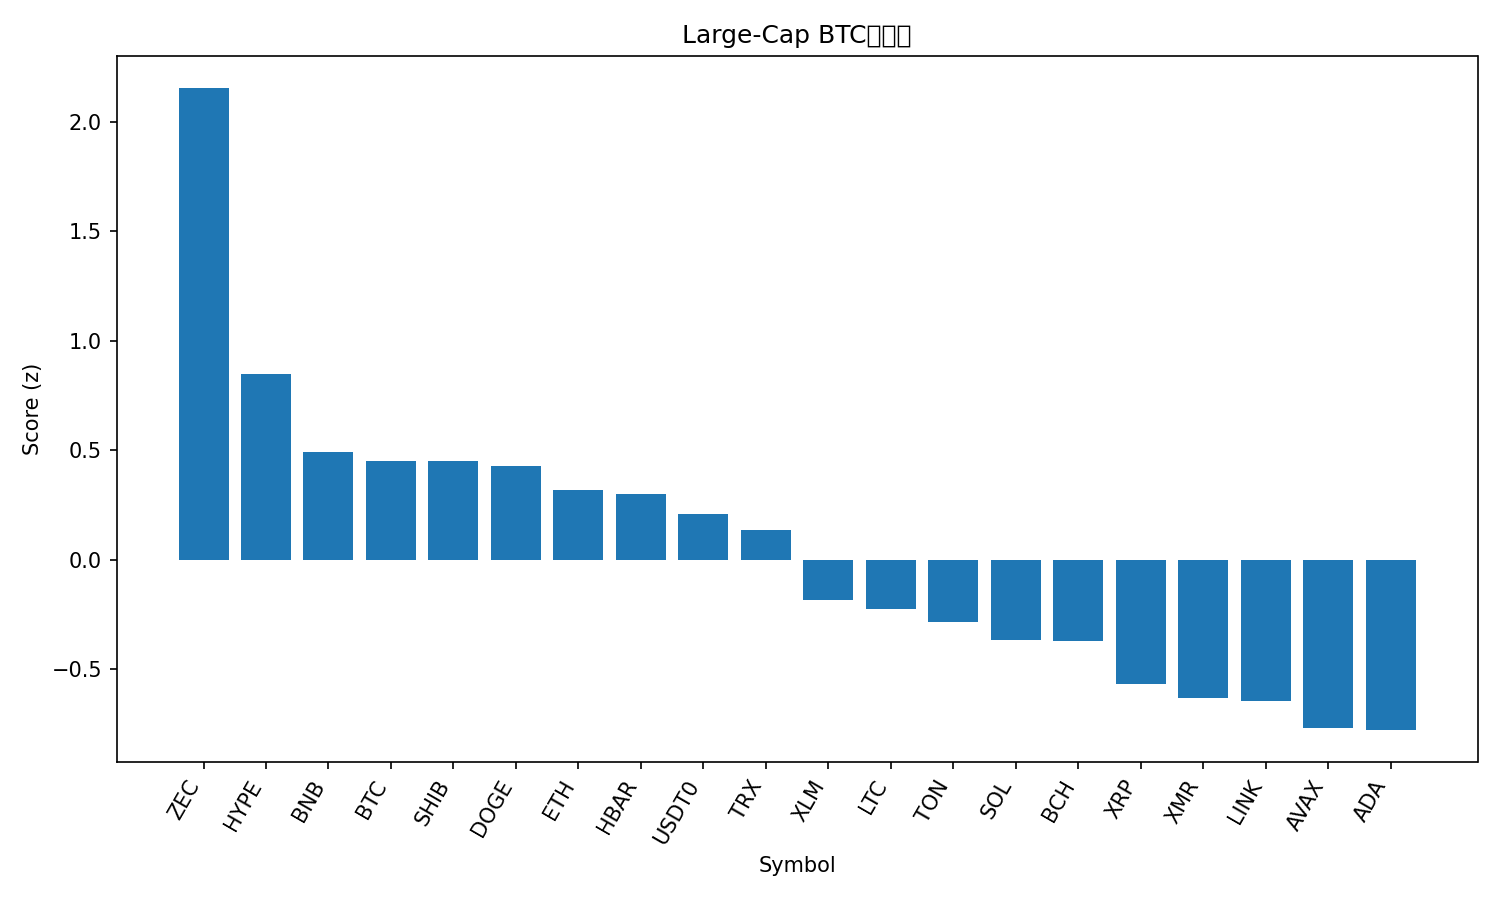 Large-Cap BTC
2.0
1.5
1.0
0.5
0.0
−0.5
Score (z)
ZEC
HYPE
BNB
BTC
SHIB
DOGE
ETH
HBAR
USDT0
TRX
XLM
LTC
TON
SOL
BCH
XRP
XMR
LINK
AVAX
ADA
Symbol